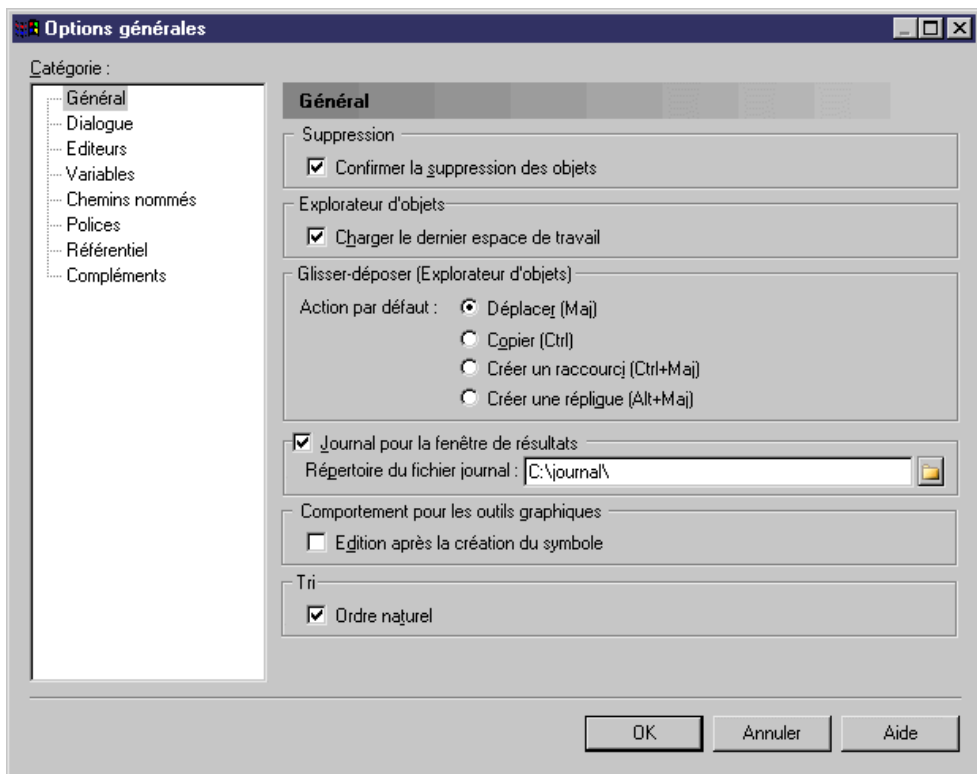 Options générales
Catégorie :
Général
Dialogue
Editeurs
Variables
Chemins nommés
Polices
Référentiel
Compléments
Général
Suppression
Confirmer la suppression des objets
Explorateur d'objets
Charger le dernier espace de travail
Glisser-déposer (Explorateur d'objets)
Action par défaut :
Déplacer (Maj)
Copier (Ctrl)
Créer un raccourci (Ctrl+Maj)
Créer une réplique (Alt+Maj)
Journal pour la fenêtre de résultats
Répertoire du fichier journal :
C:\journal\
Comportement pour les outils graphiques
Edition après la création du symbole
Tri
Ordre naturel
OK
Annuler
Aide